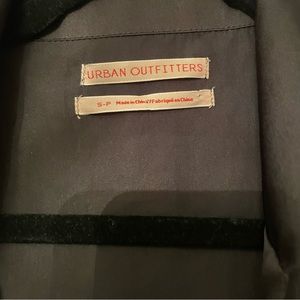 URBAN OUTFITTERS
S-P Made in China/Fabriqué en Chine